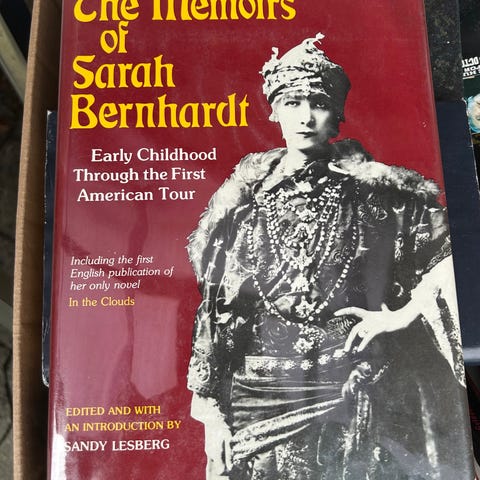 The Memoirs
of
Sarah
Bernhardt
Early Childhood
Through the First
American Tour
Including the first
English publication of
her only novel
In the Clouds
EDITED AND WITH
AN INTRODUCTION BY
SANDY LESBERG